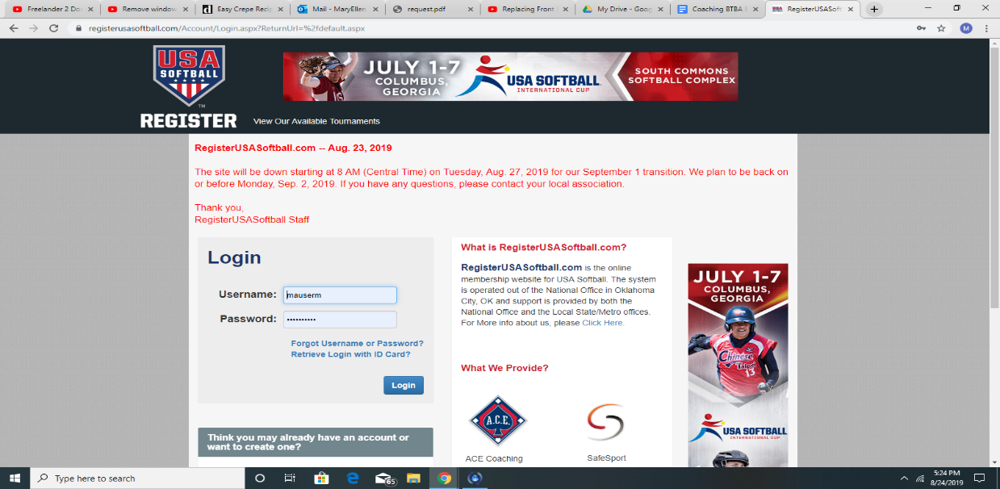 Freelander 2 Do
Remove window
Easy Crepe Recip
Mail - MaryEllen
request.pdf
Replacing Front
My Drive - Goog
Coaching BTBA
RegisterUSASoft
registerusasoftball.com/Account/Login.aspx?ReturnUrl=%2fdefault.aspx
M
USA
SOFTBALL
TM
REGISTER
View Our Available Tournaments
JULY 1-7
COLUMBUS,
GEORGIA
USA SOFTBALL
INTERNATIONAL CUP
SOUTH COMMONS
SOFTBALL COMPLEX
RegisterUSASoftball.com -- Aug. 23, 2019
The site will be down starting at 8 AM (Central Time) on Tuesday, Aug. 27, 2019 for our September 1 transition. We plan to be back on
or before Monday, Sep. 2, 2019. If you have any questions, please contact your local association.
Thank you,
RegisterUSASoftball Staff
Login
Username: mauserm
Password: ••••••••••
Forgot Username or Password?
Retrieve Login with ID Card?
Login
Think you may already have an account or
want to create one?
What is RegisterUSASoftball.com?
RegisterUSASoftball.com is the online
membership website for USA Softball. The system
is operated out of the National Office in Oklahoma
City, OK and support is provided by both the
National Office and the Local State/Metro offices.
For More info about us, please Click Here.
What We Provide?
A.C.E.
ACE Coaching
SafeSport
JULY 1-7
COLUMBUS,
GEORGIA
Chinese
Taipei
13
USA SOFTBALL
INTERNATIONAL CUP
Type here to search
65
5:24 PM
8/24/2019